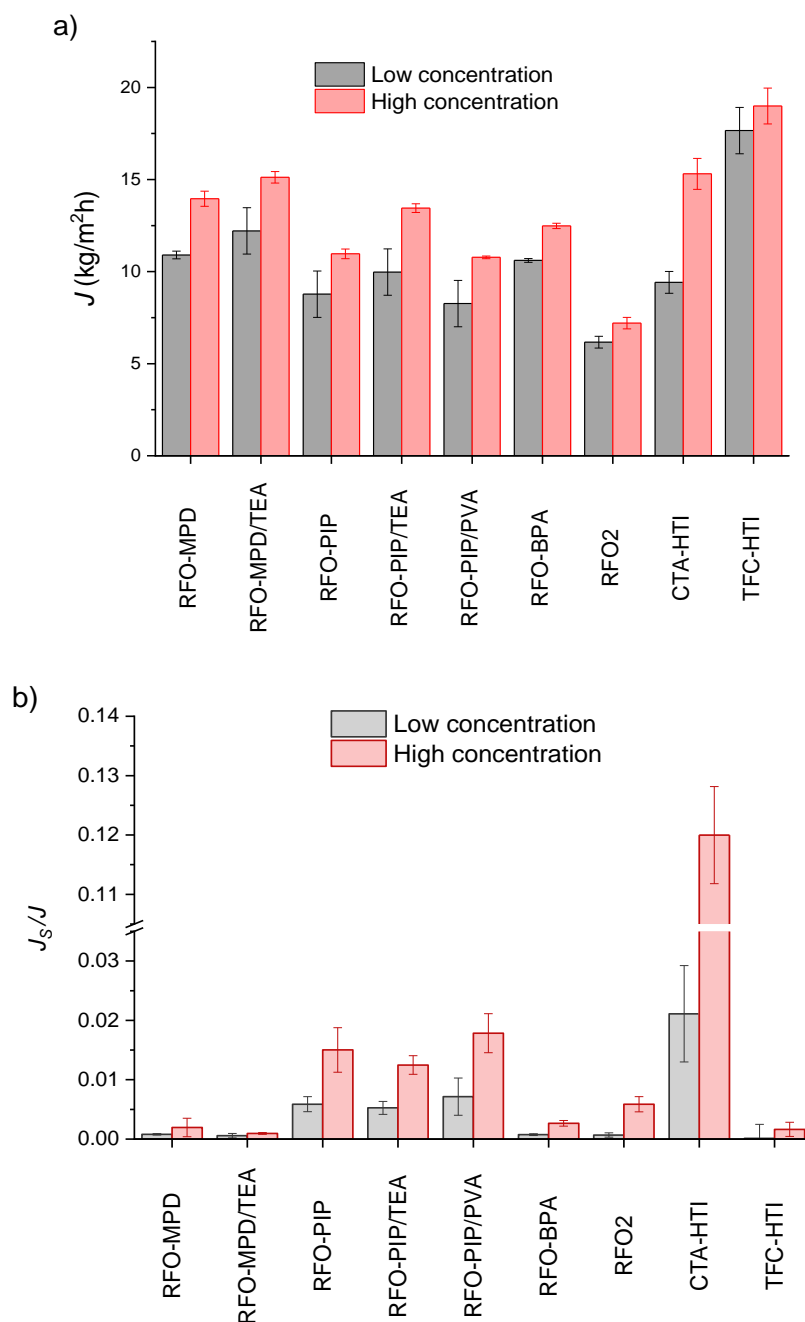 a)
Low concentration
High concentration
20
15
10
5
0
J (kg/m²h)
RFO-MPD
RFO-MPD/TEA
RFO-PIP
RFO-PIP/TEA
RFO-PIP/PVA
RFO-BPA
RFO2
CTA-HTI
TFC-HTI
b)
Low concentration
High concentration
0.14
0.13
0.12
0.11
0.03
0.02
0.01
0.00
Js/J
RFO-MPD
RFO-MPD/TEA
RFO-PIP
RFO-PIP/TEA
RFO-PIP/PVA
RFO-BPA
RFO2
CTA-HTI
TFC-HTI